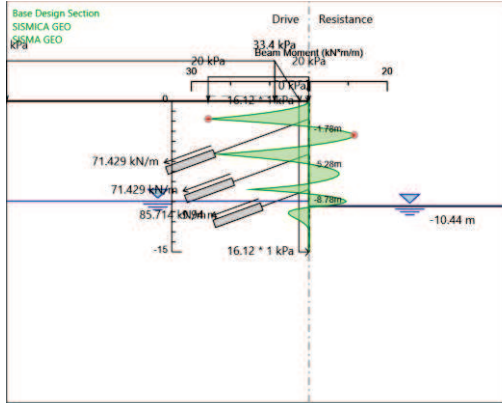 Base Design Section
SISMICA GEO
SISMA GEO
Drive
Resistance
kPa
33.4 kPa
Beam Moment (kN*m/m)
20 kPa
20 kPa
30
0 kPa
20
0
16.12 * 1 kPa
-1.78m
71.429 kN/m
-5.28m
71.429 kN/m
-8.78m
85.714 kN/m
-10.44 m
-15
16.12 * 1 kPa